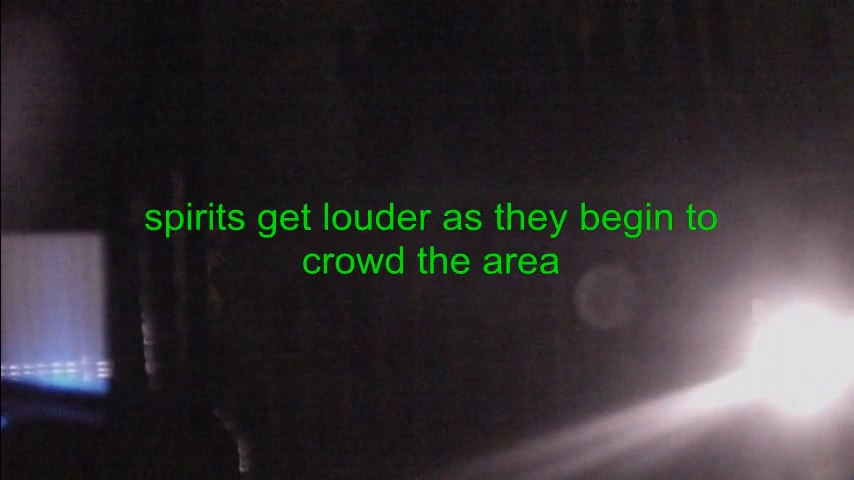 spirits get louder as they begin to
crowd the area